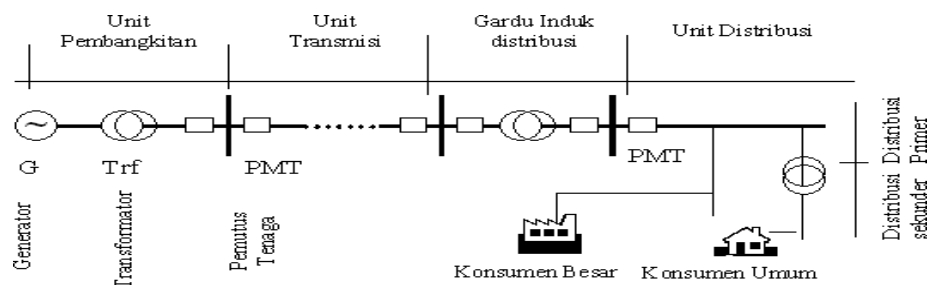 Unit
Pembangkitan
Unit
Transmisi
Gardu Induk
distribusi
Unit Distribusi
~
G
Trf
PMT
PMT
Generator
Transformator
Pemutus
Tenaga
Konsumen Besar
Konsumen Umum
Distribusi Distribusi
sekunder Primer